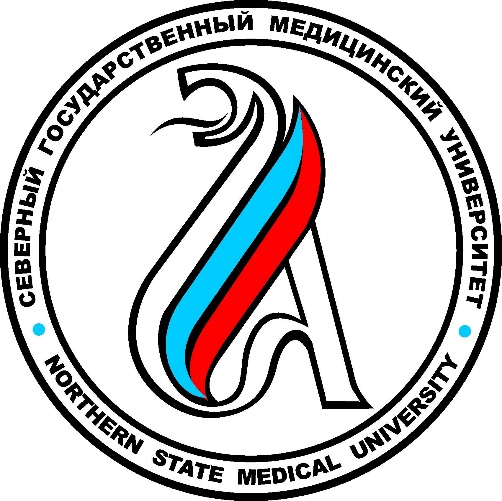 СЕВЕРНЫЙ ГОСУДАРСТВЕННЫЙ МЕДИЦИНСКИЙ УНИВЕРСИТЕТ
NORTHERN STATE MEDICAL UNIVERSITY